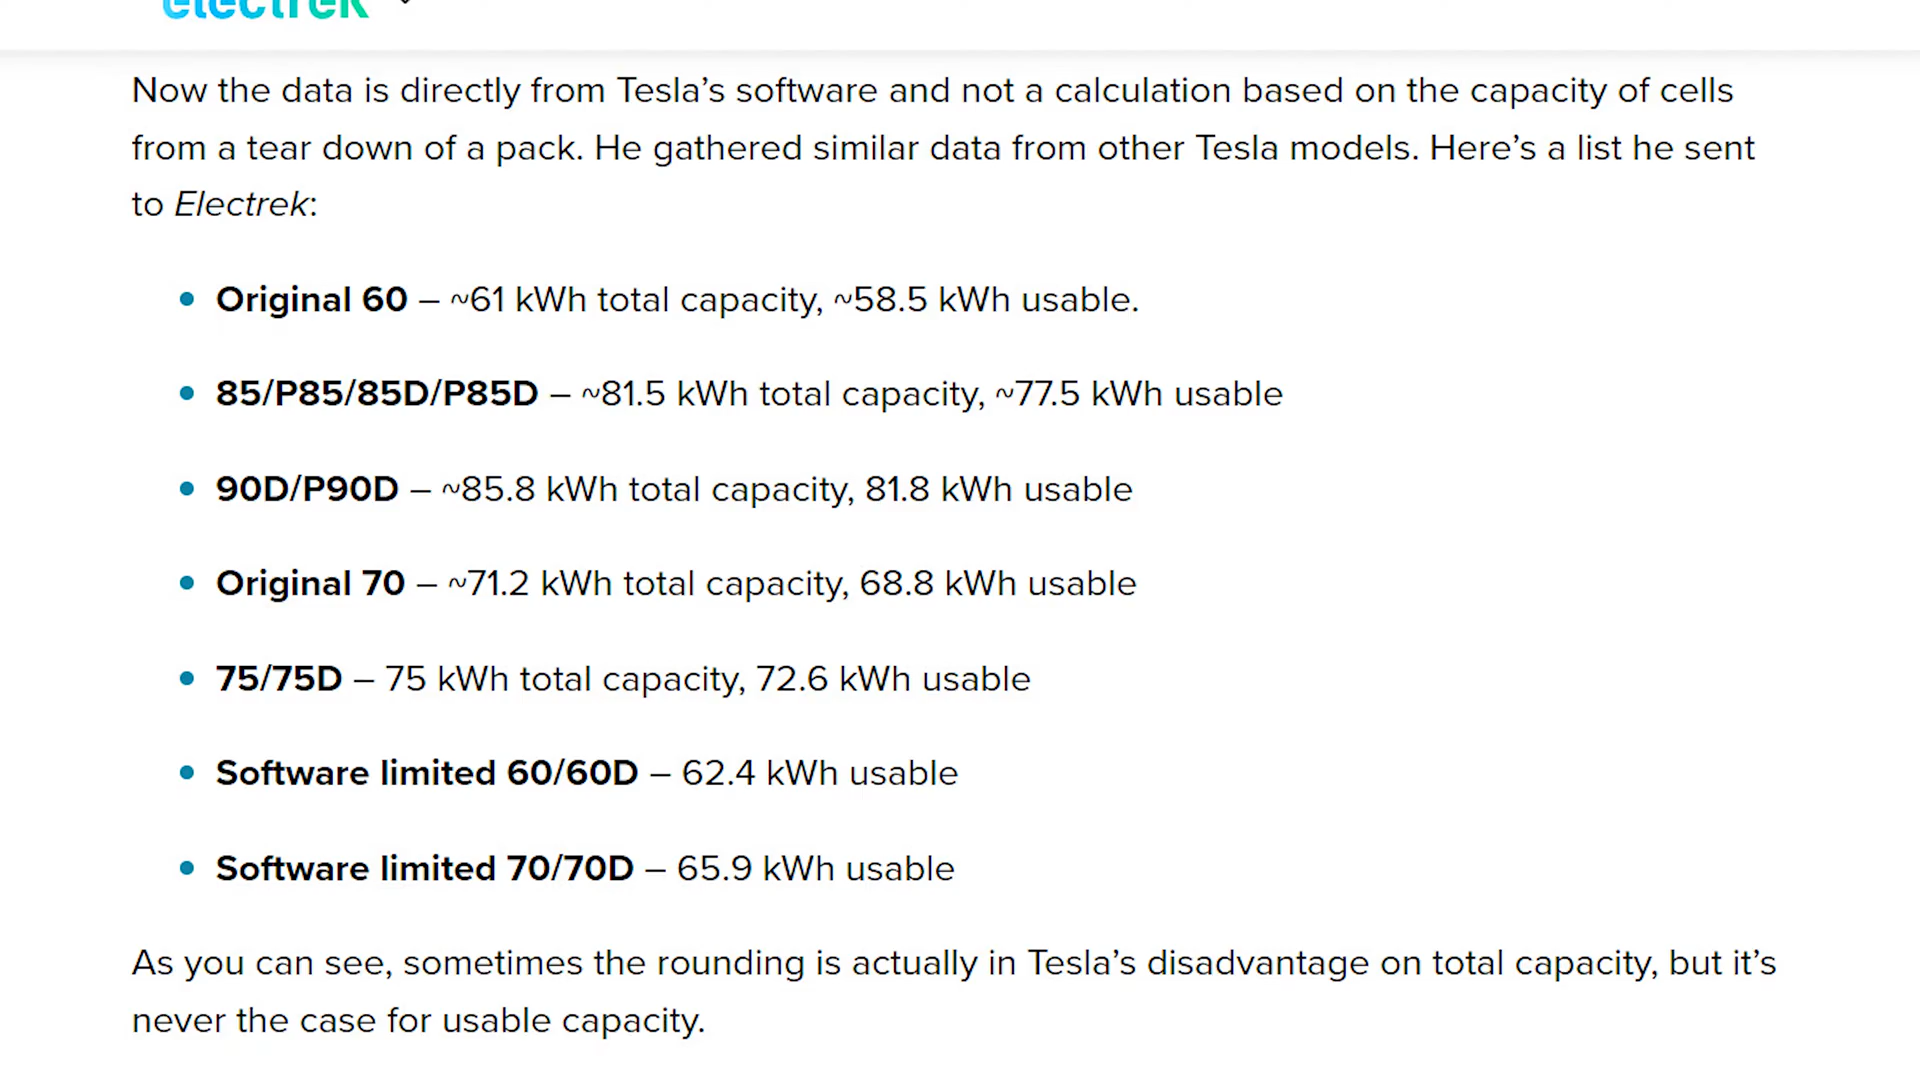 electrek
Now the data is directly from Tesla’s software and not a calculation based on the capacity of cells
from a tear down of a pack. He gathered similar data from other Tesla models. Here’s a list he sent
to Electrek:
• Original 60 – ~61 kWh total capacity, ~58.5 kWh usable.
• 85/P85/85D/P85D – ~81.5 kWh total capacity, ~77.5 kWh usable
• 90D/P90D – ~85.8 kWh total capacity, 81.8 kWh usable
• Original 70 – ~71.2 kWh total capacity, 68.8 kWh usable
• 75/75D – 75 kWh total capacity, 72.6 kWh usable
• Software limited 60/60D – 62.4 kWh usable
• Software limited 70/70D – 65.9 kWh usable
As you can see, sometimes the rounding is actually in Tesla’s disadvantage on total capacity, but it’s
never the case for usable capacity.